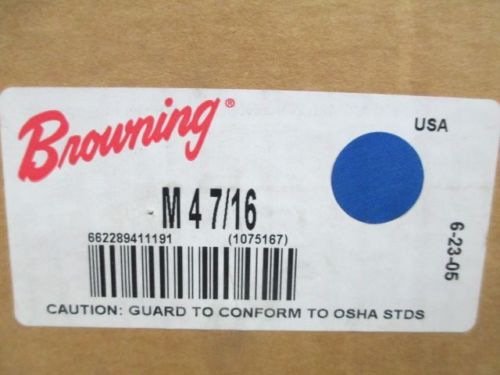 Browning®
USA
M 4 7/16
662289411191 (1075167)
6-23-05
CAUTION: GUARD TO CONFORM TO OSHA STDS